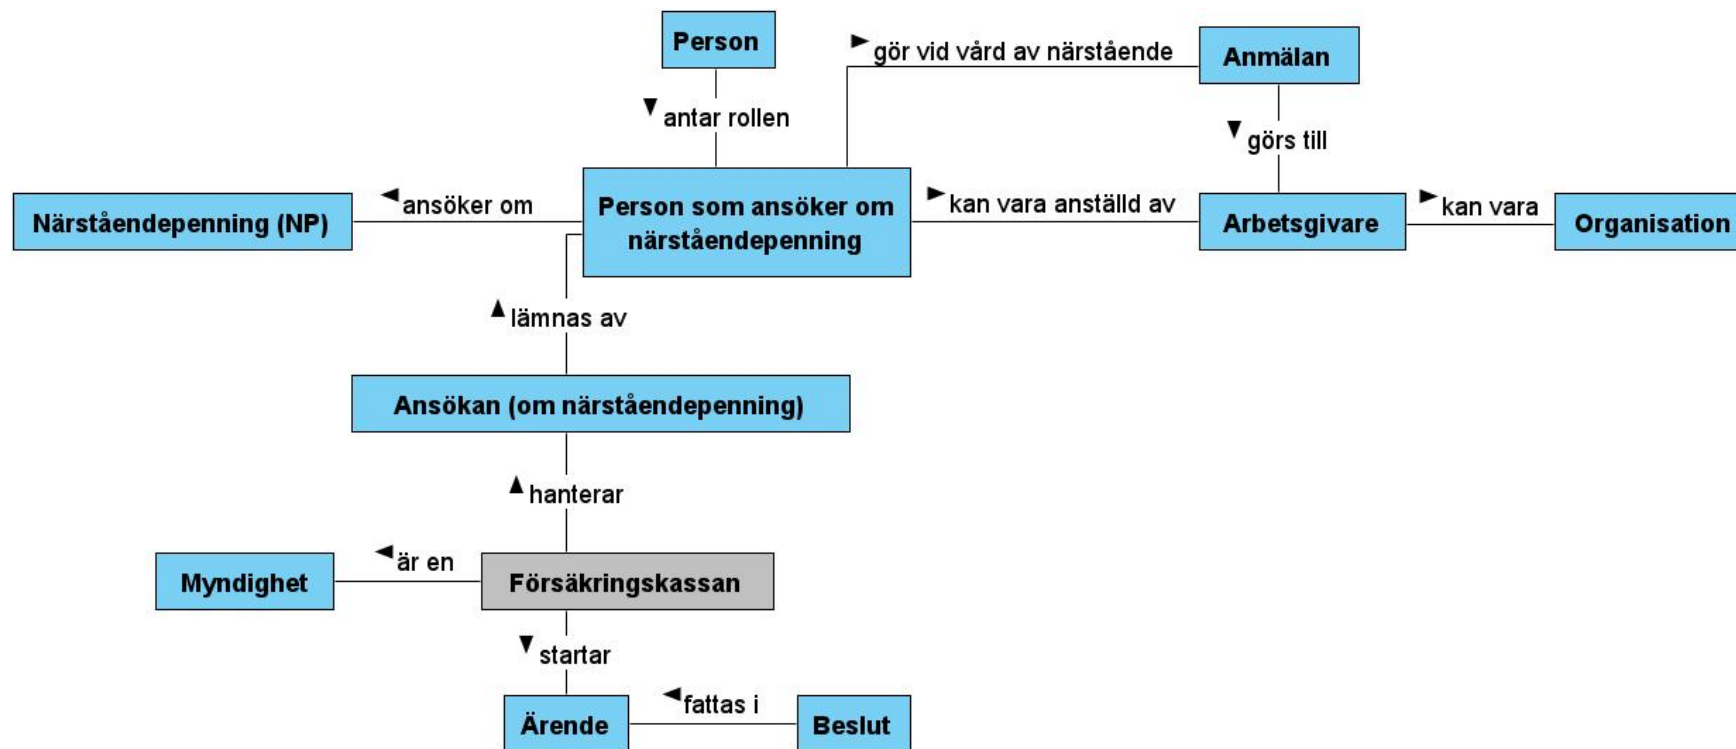 Person
gör vid vård av närstående
Anmälan
antar rollen
görs till
Närståendepenning (NP)
ansöker om
Person som ansöker om
närståendepenning
kan vara anställd av
Arbetsgivare
kan vara
Organisation
lämnas av
Ansökan (om närståendepenning)
hanterar
Myndighet
är en
Försäkringskassan
startar
Ärende
fattas i
Beslut